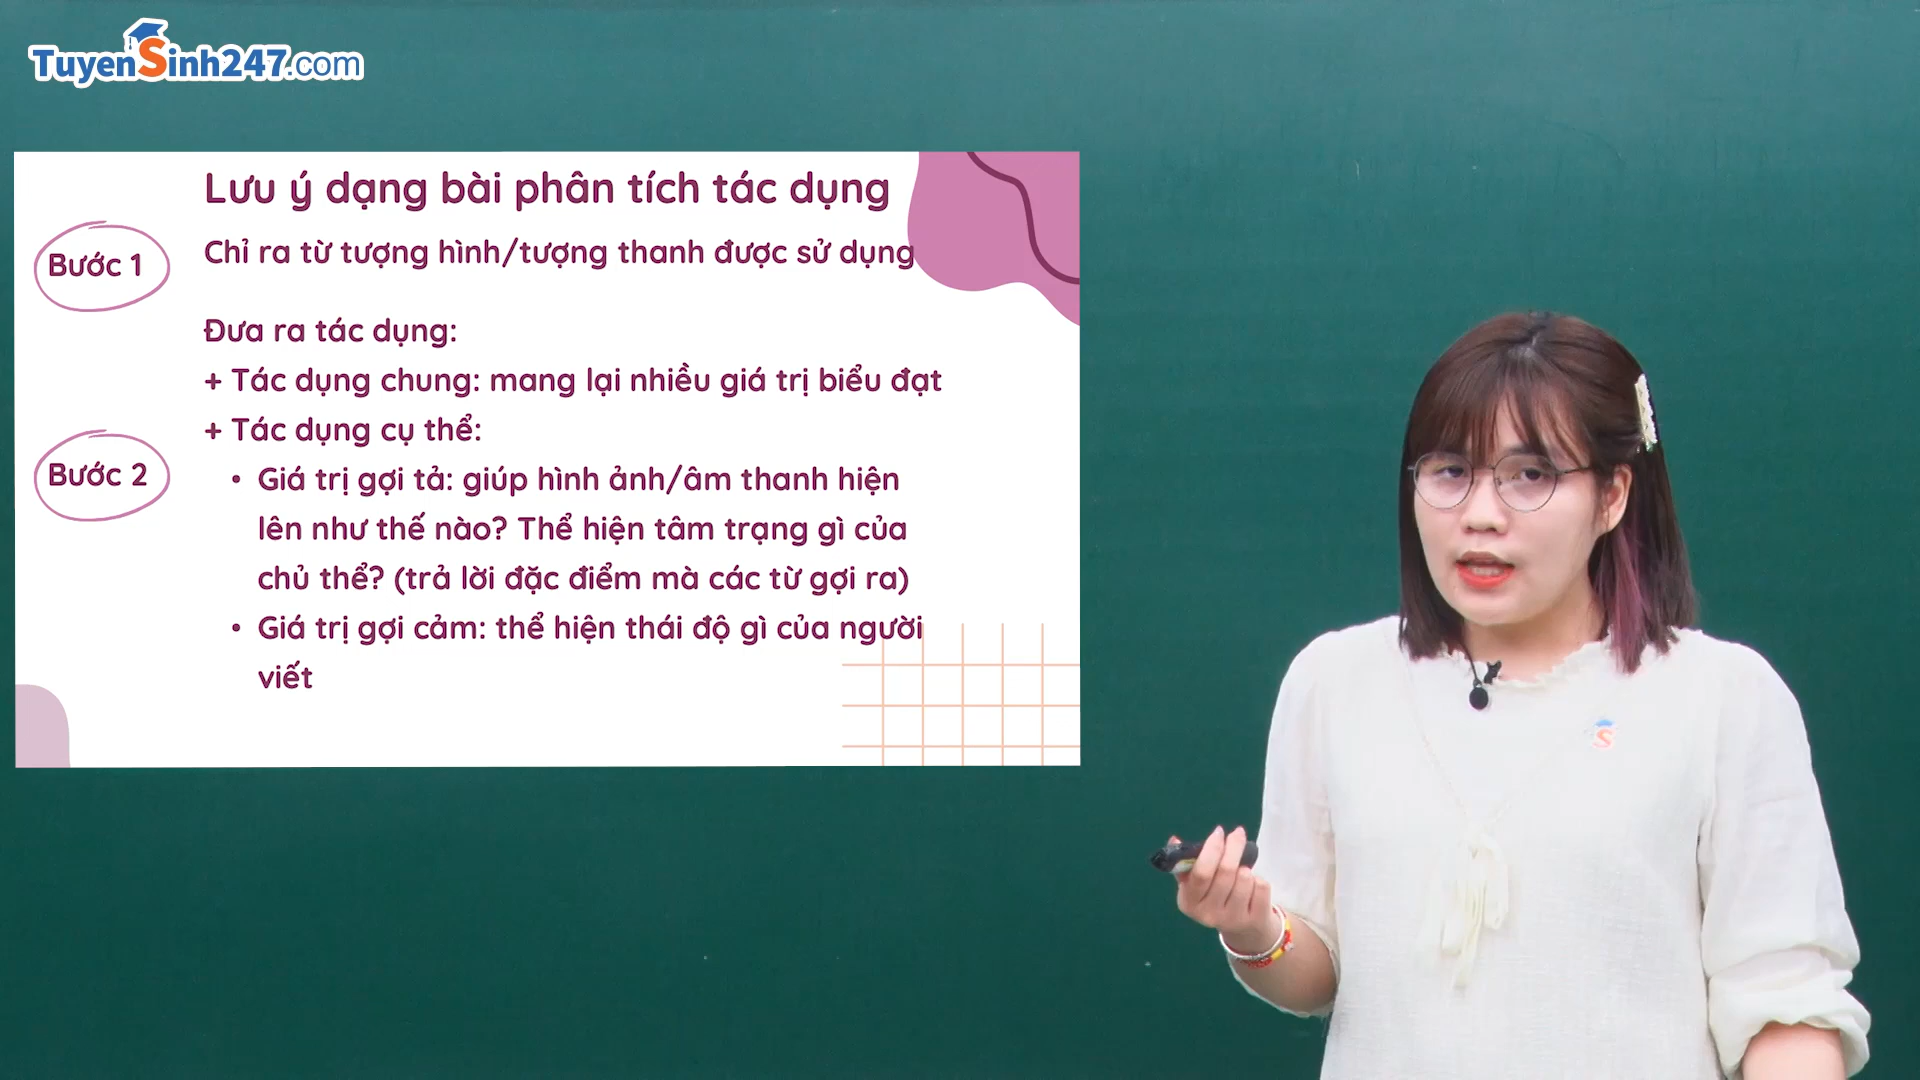 TuyenSinh247.com
Lưu ý dạng bài phân tích tác dụng
Bước 1
Chỉ ra từ tượng hình/tượng thanh được sử dụng
Đưa ra tác dụng:
+ Tác dụng chung: mang lại nhiều giá trị biểu đạt
+ Tác dụng cụ thể:
Bước 2
• Giá trị gợi tả: giúp hình ảnh/âm thanh hiện
lên như thế nào? Thể hiện tâm trạng gì của
chủ thể? (trả lời đặc điểm mà các từ gợi ra)
• Giá trị gợi cảm: thể hiện thái độ gì của người
viết
S